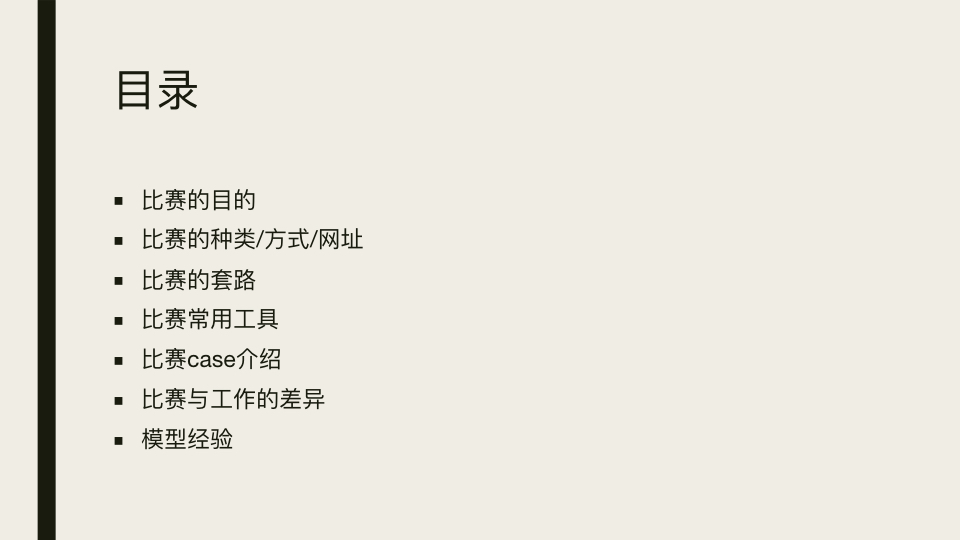 目录
比赛的目的
比赛的种类/方式/网址
比赛的套路
比赛常用工具
比赛case介绍
比赛与工作的差异
模型经验